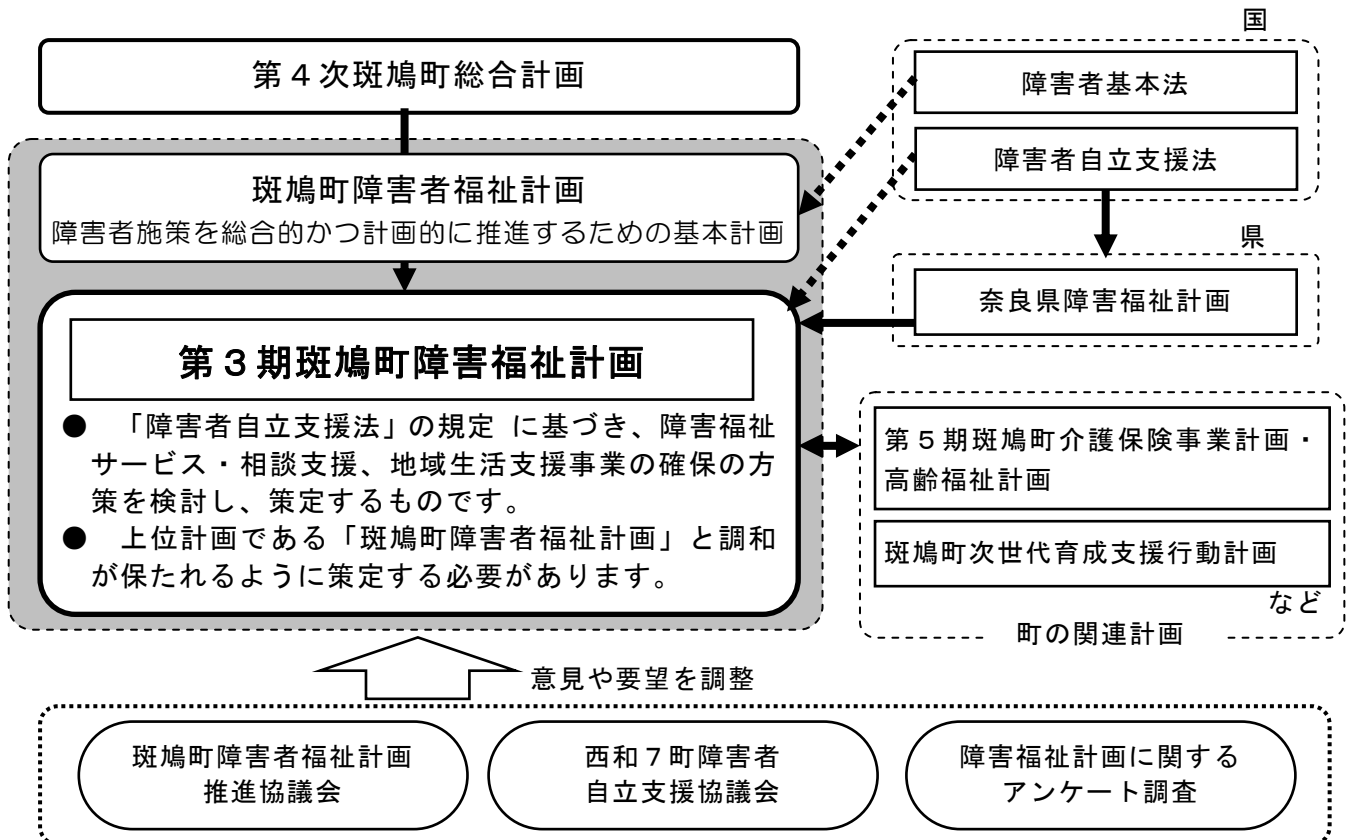 国
第４次斑鳩町総合計画
障害者基本法
障害者自立支援法
斑鳩町障害者福祉計画
障害者施策を総合的かつ計画的に推進するための基本計画
県
奈良県障害福祉計画
第３期斑鳩町障害福祉計画
● 「障害者自立支援法」の規定 に基づき、障害福祉
サービス・相談支援、地域生活支援事業の確保の方
策を検討し、策定するものです。
● 上位計画である「斑鳩町障害者福祉計画」と調和
が保たれるように策定する必要があります。
第５期斑鳩町介護保険事業計画・
高齢福祉計画
斑鳩町次世代育成支援行動計画
など
町の関連計画
意見や要望を調整
斑鳩町障害者福祉計画
推進協議会
西和７町障害者
自立支援協議会
障害福祉計画に関する
アンケート調査